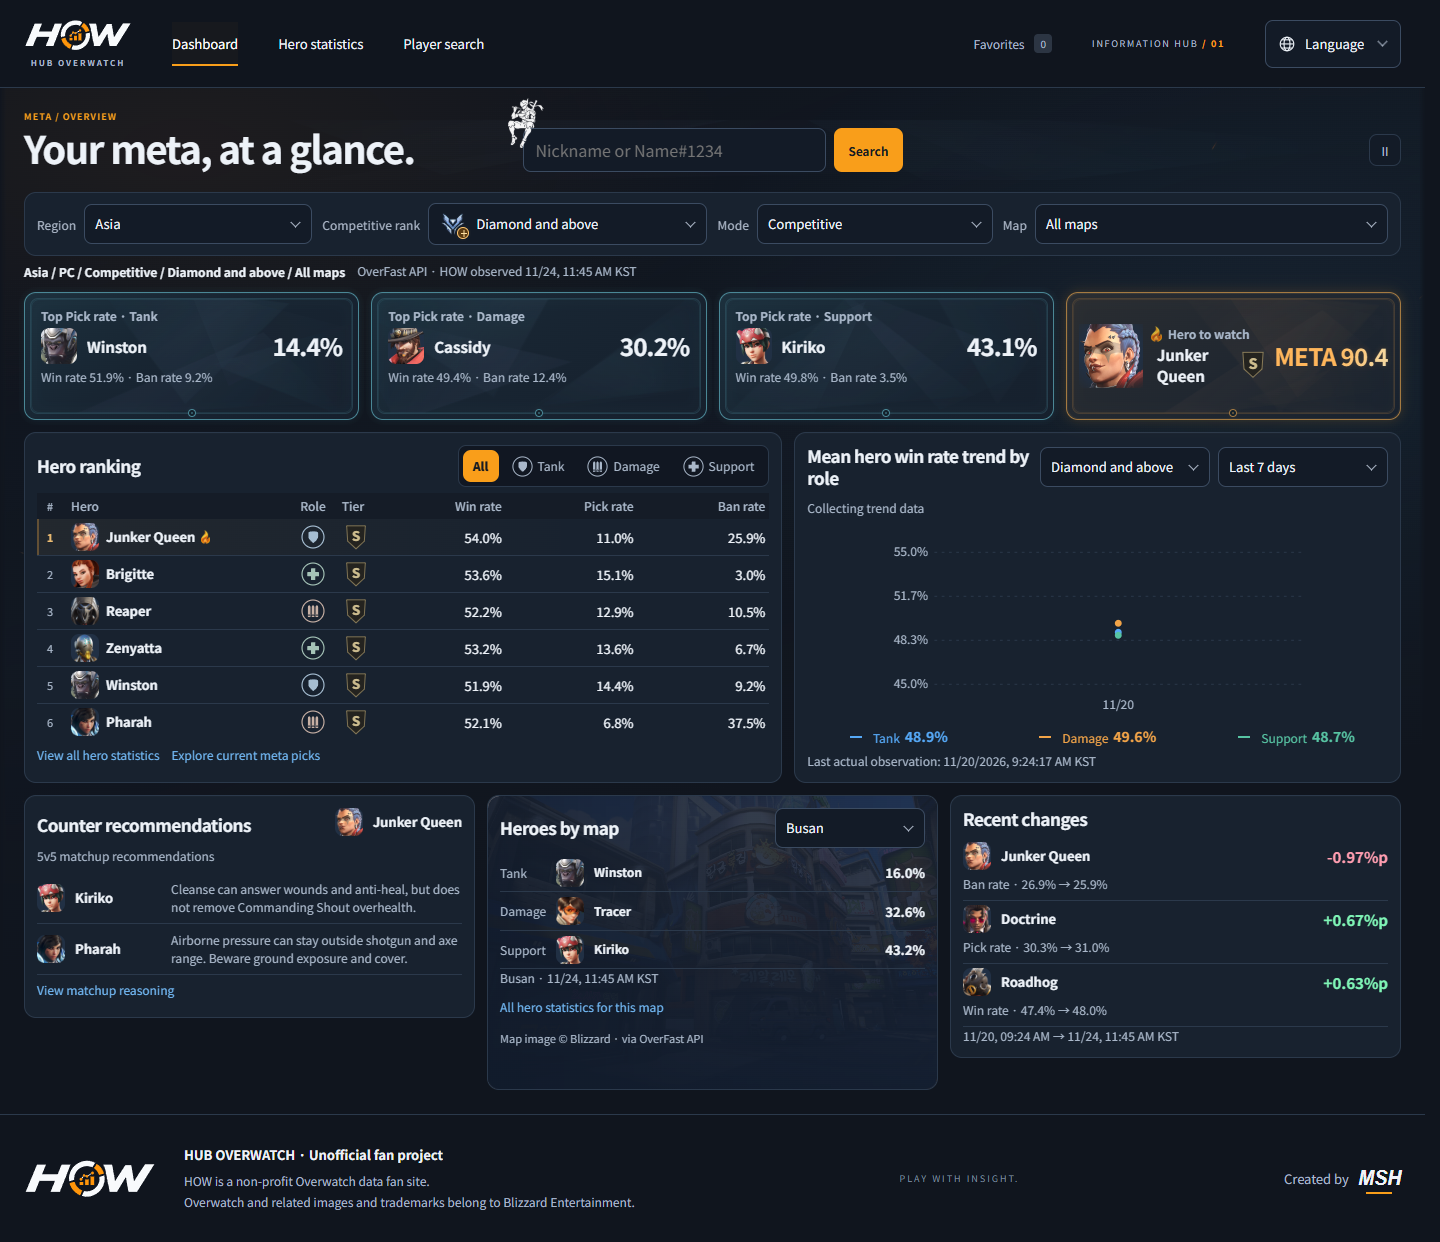 HOW
HUB OVERWATCH
Dashboard
Hero statistics
Player search
Favorites 0
INFORMATION HUB / 01
Language
META / OVERVIEW
Your meta, at a glance.
Nickname or Name#1234
Search
Region
Asia
Competitive rank
Diamond and above
Mode
Competitive
Map
All maps
Asia / PC / Competitive / Diamond and above / All maps
OverFast API · HOW observed 11/24, 11:45 AM KST
Top Pick rate · Tank
Winston
14.4%
Win rate 51.9% · Ban rate 9.2%
Top Pick rate · Damage
Cassidy
30.2%
Win rate 49.4% · Ban rate 12.4%
Top Pick rate · Support
Kiriko
43.1%
Win rate 49.8% · Ban rate 3.5%
Hero to watch
Junker
Queen
S
META 90.4
Hero ranking
All
Tank
Damage
Support
# Hero Role Tier Win rate Pick rate Ban rate
1 Junker Queen S 54.0% 11.0% 25.9%
2 Brigitte S 53.6% 15.1% 3.0%
3 Reaper S 52.2% 12.9% 10.5%
4 Zenyatta S 53.2% 13.6% 6.7%
5 Winston S 51.9% 14.4% 9.2%
6 Pharah S 52.1% 6.8% 37.5%
View all hero statistics
Explore current meta picks
Mean hero win rate trend by
role
Diamond and above
Last 7 days
Collecting trend data
55.0%
51.7%
48.3%
45.0%
11/20
Tank 48.9%
Damage 49.6%
Support 48.7%
Last actual observation: 11/20/2026, 9:24:17 AM KST
Counter recommendations
Junker Queen
5v5 matchup recommendations
Kiriko
Cleanse can answer wounds and anti-heal, but does
not remove Commanding Shout overhealth.
Pharah
Airborne pressure can stay outside shotgun and axe
range. Beware ground exposure and cover.
View matchup reasoning
Heroes by map
Busan
Tank Winston 16.0%
Damage Tracer 32.6%
Support Kiriko 43.2%
Busan · 11/24, 11:45 AM KST
All hero statistics for this map
Map image © Blizzard · via OverFast API
Recent changes
Junker Queen -0.97%p
Ban rate · 26.9% → 25.9%
Doctrine +0.67%p
Pick rate · 30.3% → 31.0%
Roadhog +0.63%p
Win rate · 47.4% → 48.0%
11/20, 09:24 AM → 11/24, 11:45 AM KST
HOW
HUB OVERWATCH · Unofficial fan project
HOW is a non-profit Overwatch data fan site.
Overwatch and related images and trademarks belong to Blizzard Entertainment.
PLAY WITH INSIGHT.
Created by MSH